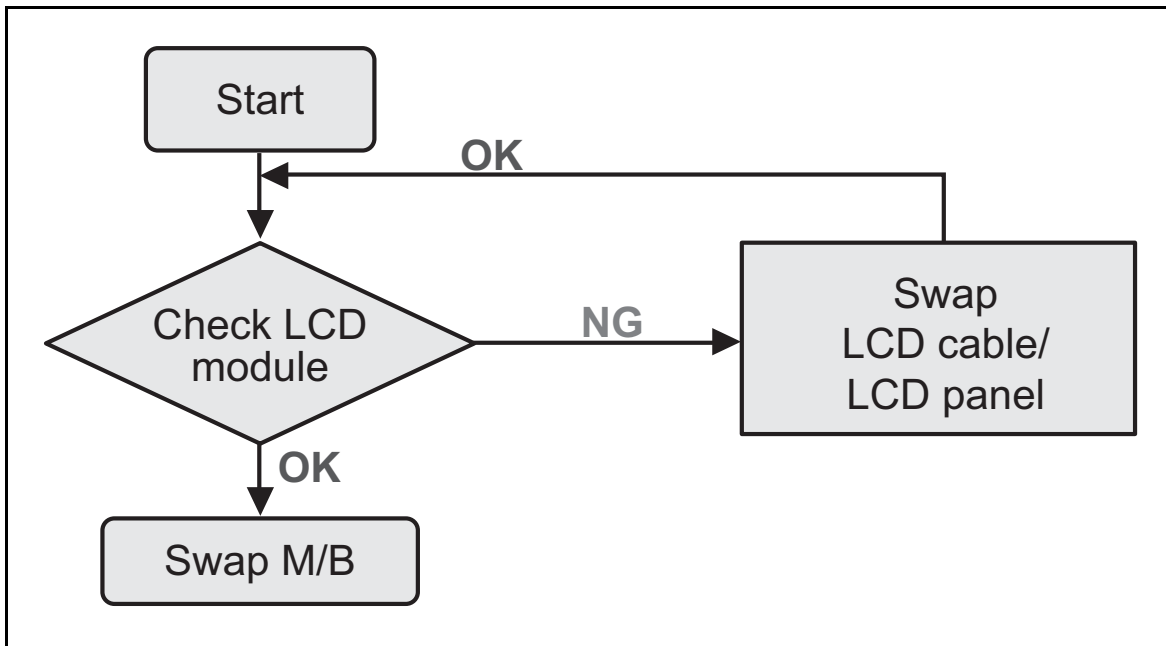 Start
OK
Check LCD
module
NG
Swap
LCD cable/
LCD panel
OK
Swap M/B